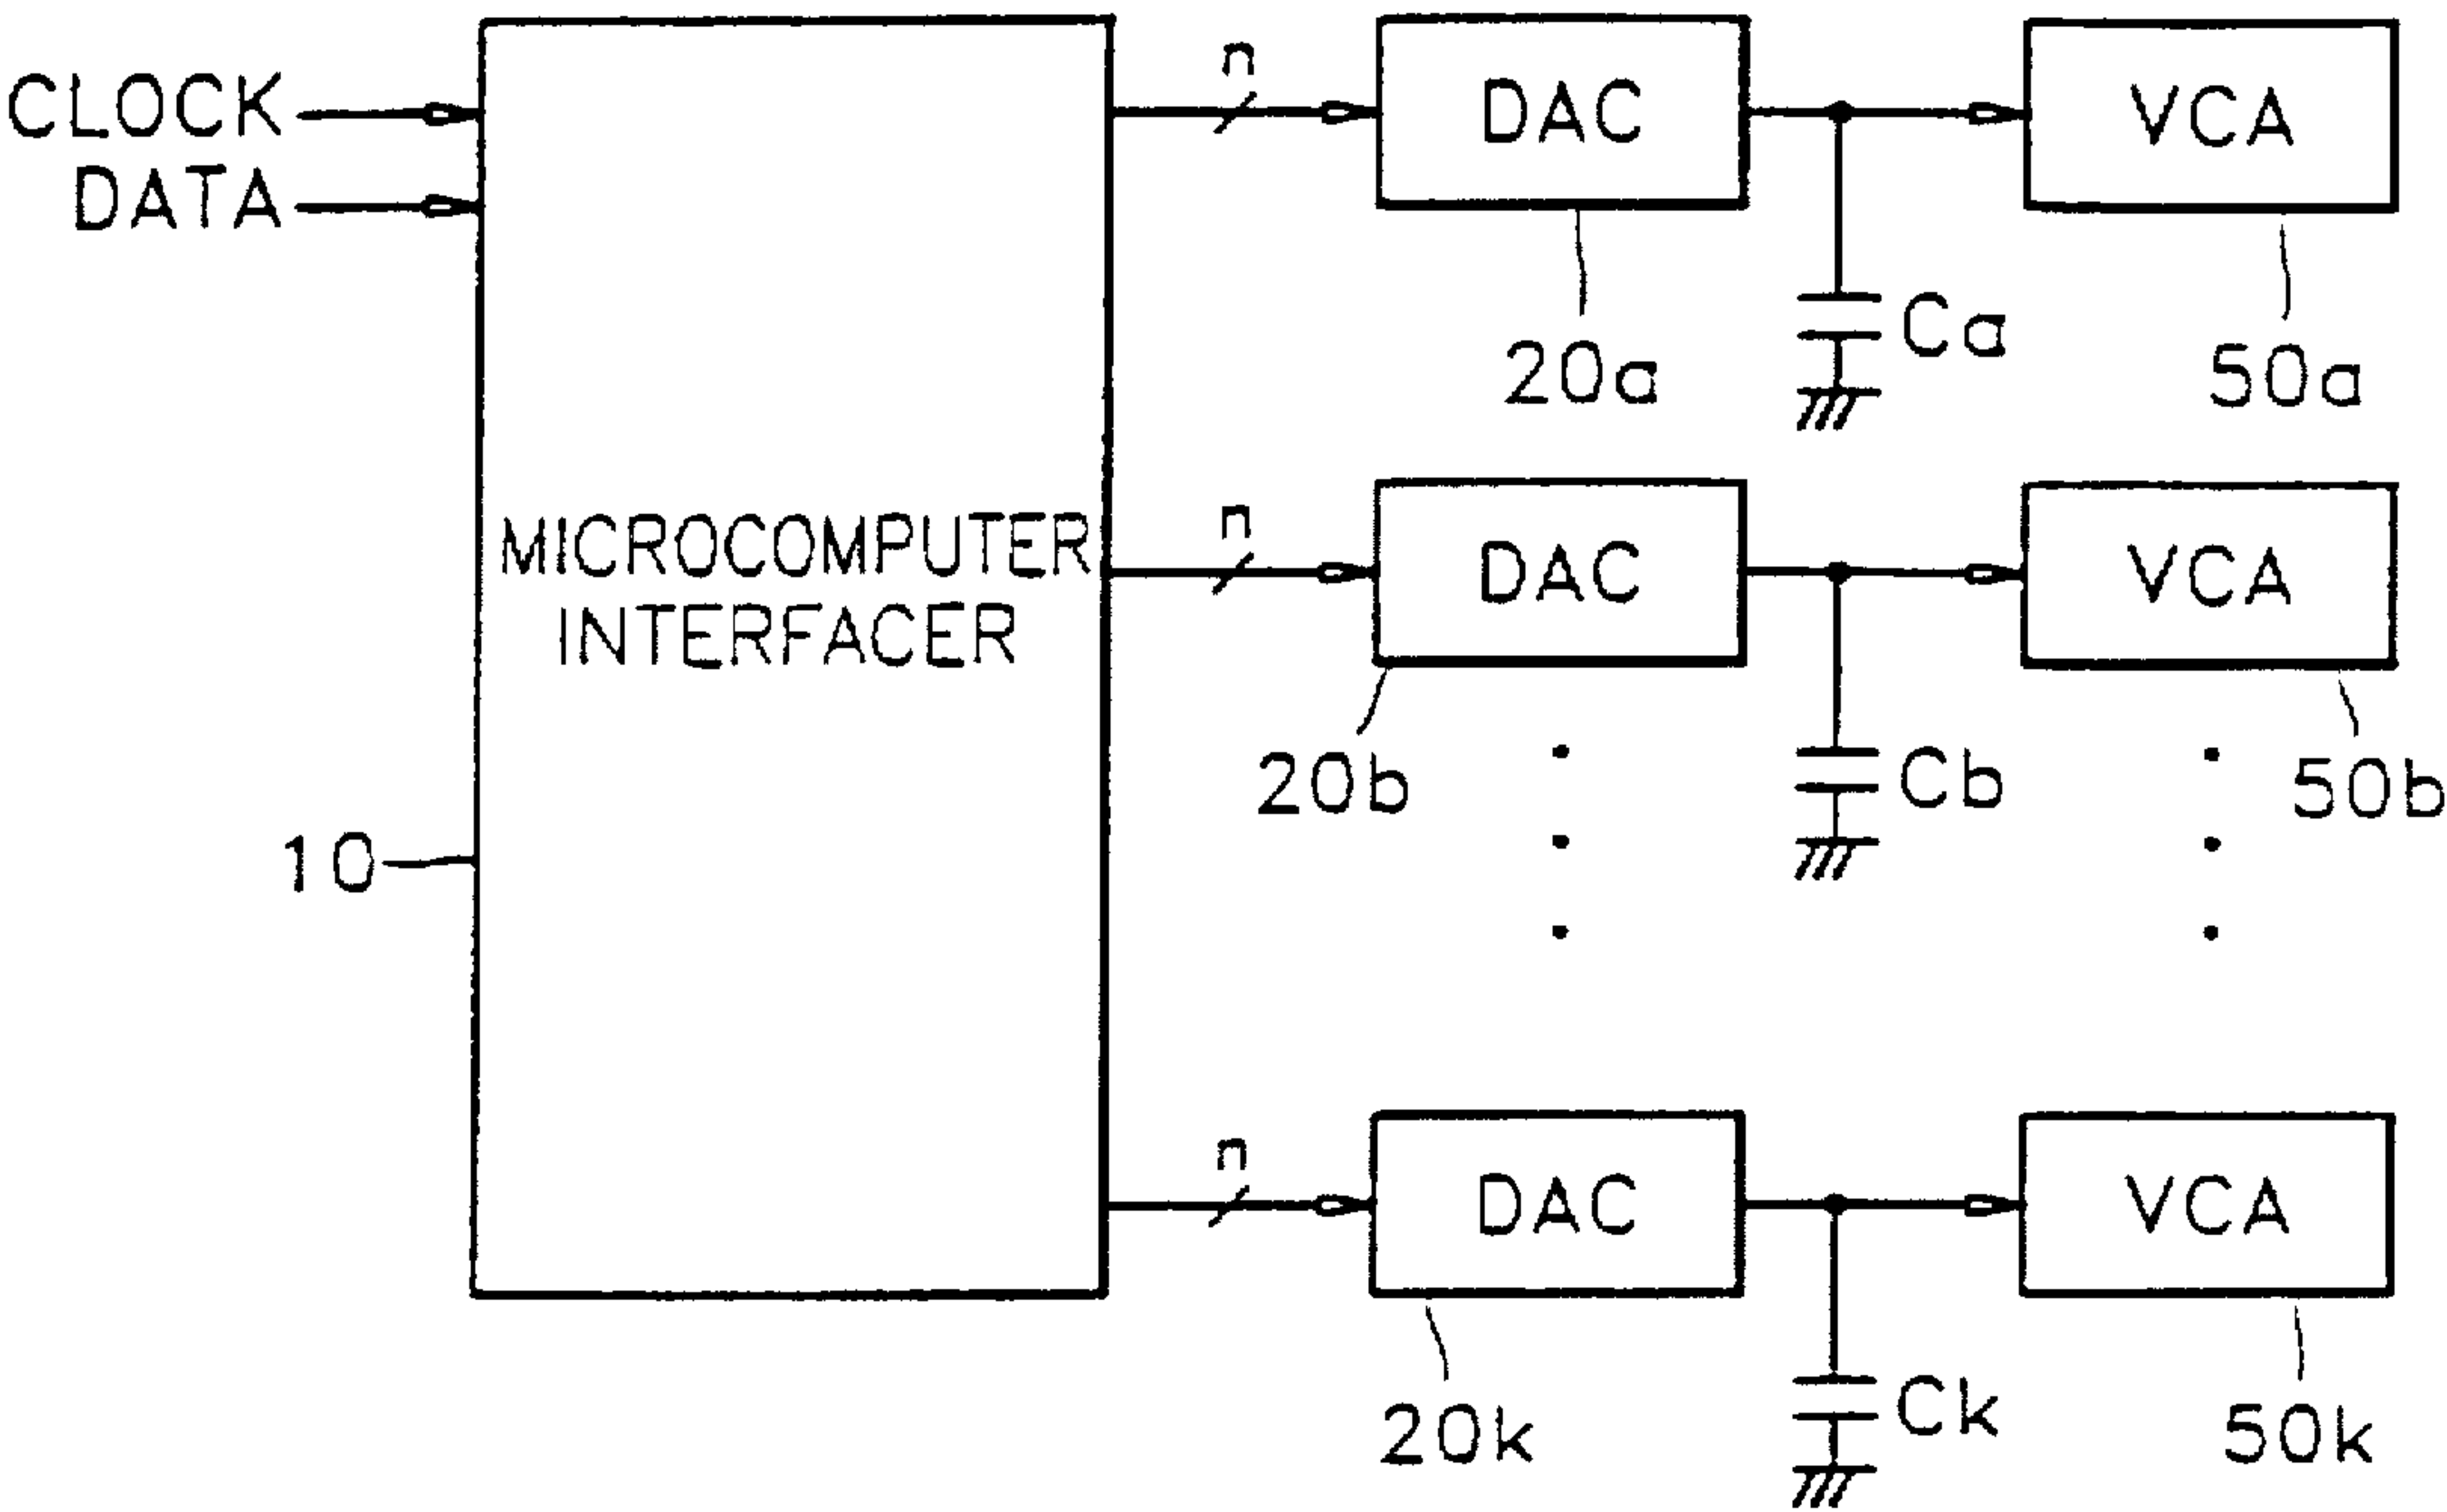 CLOCK
DATA
MICROCOMPUTER
INTERFACER
10
n
DAC
VCA
20a
Ca
50a
n
DAC
VCA
20b
Cb
50b
n
DAC
VCA
20k
Ck
50k